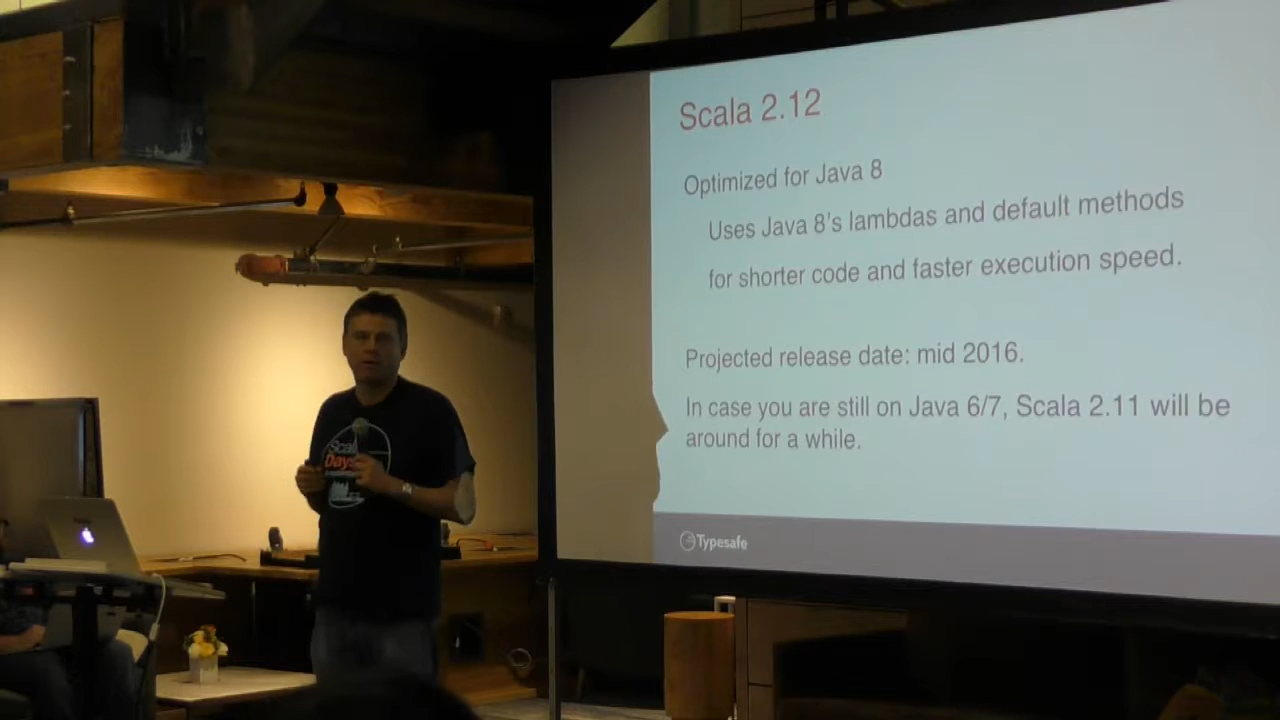 Scala 2.12
Optimized for Java 8
Uses Java 8's lambdas and default methods
for shorter code and faster execution speed.
Projected release date: mid 2016.
In case you are still on Java 6/7, Scala 2.11 will be
around for a while.
Typesafe
Scala
Days